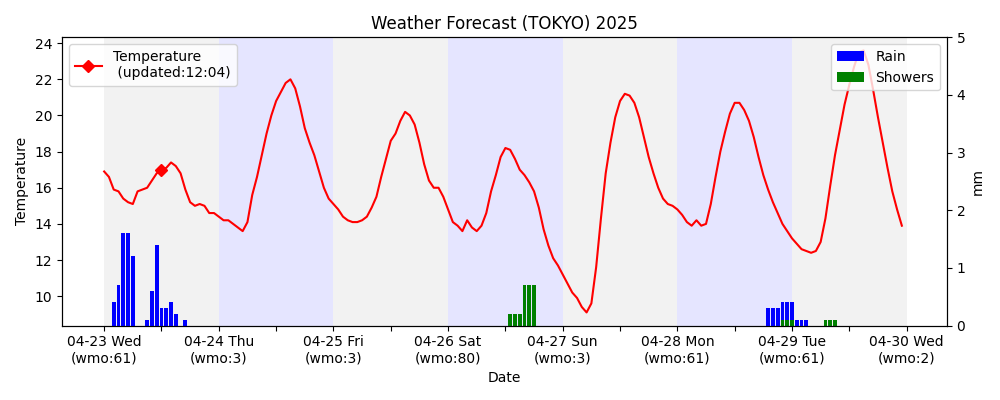 Weather Forecast (TOKYO) 2025
Temperature
(updated:12:04)
Rain
Showers
Temperature
24
22
20
18
16
14
12
10
5
4
3
2
1
0
mm
04-23 Wed
(wmo:61)
04-24 Thu
(wmo:3)
04-25 Fri
(wmo:3)
04-26 Sat
(wmo:80)
04-27 Sun
(wmo:3)
04-28 Mon
(wmo:61)
04-29 Tue
(wmo:61)
04-30 Wed
(wmo:2)
Date